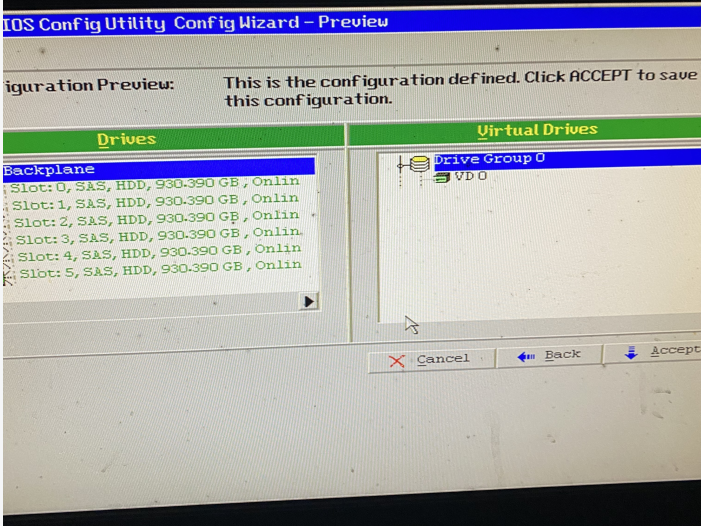 IOS Config Utility Config Wizard – Preview
iguration Preview: This is the configuration defined. Click ACCEPT to save
this configuration.
Drives
Virtual Drives
Backplane
Slot: 0, SAS, HDD, 930.390 GB, Onlin
Slot: 1, SAS, HDD, 930.390 GB, Onlin
Slot: 2, SAS, HDD, 930.390 GB, Onlin
Slot: 3, SAS, HDD, 930.390 GB, Onlin
Slot: 4, SAS, HDD, 930.390 GB, Onlin
Slot: 5, SAS, HDD, 930.390 GB, Onlin
Drive Group 0
VD 0
Cancel
Back
Accept